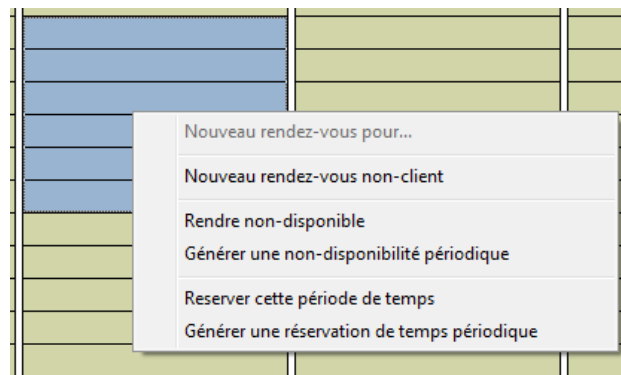 Nouveau rendez-vous pour...
Nouveau rendez-vous non-client
Rendre non-disponible
Générer une non-disponibilité périodique
Reserver cette période de temps
Générer une réservation de temps périodique